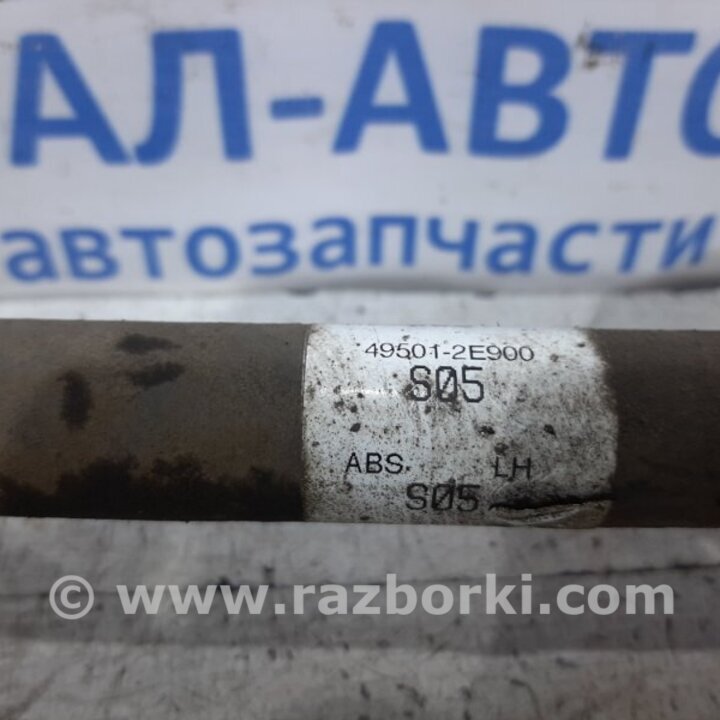 АЛ-АВТО
автозапчасти
49501-2E900
S05
ABS LH
S05
© www.razborki.com